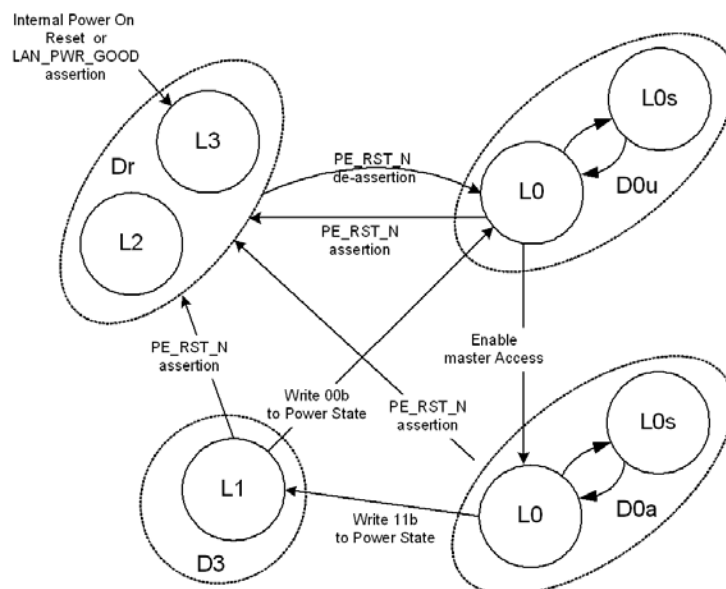 Internal Power On
Reset or
LAN_PWR_GOOD
assertion
L3
Dr
L2
PE_RST_N
de-assertion
PE_RST_N
assertion
L0s
L0
D0u
PE_RST_N
assertion
Write 00b
to Power State
PE_RST_N
assertion
Enable
master Access
L1
D3
Write 11b
to Power State
L0s
L0
D0a